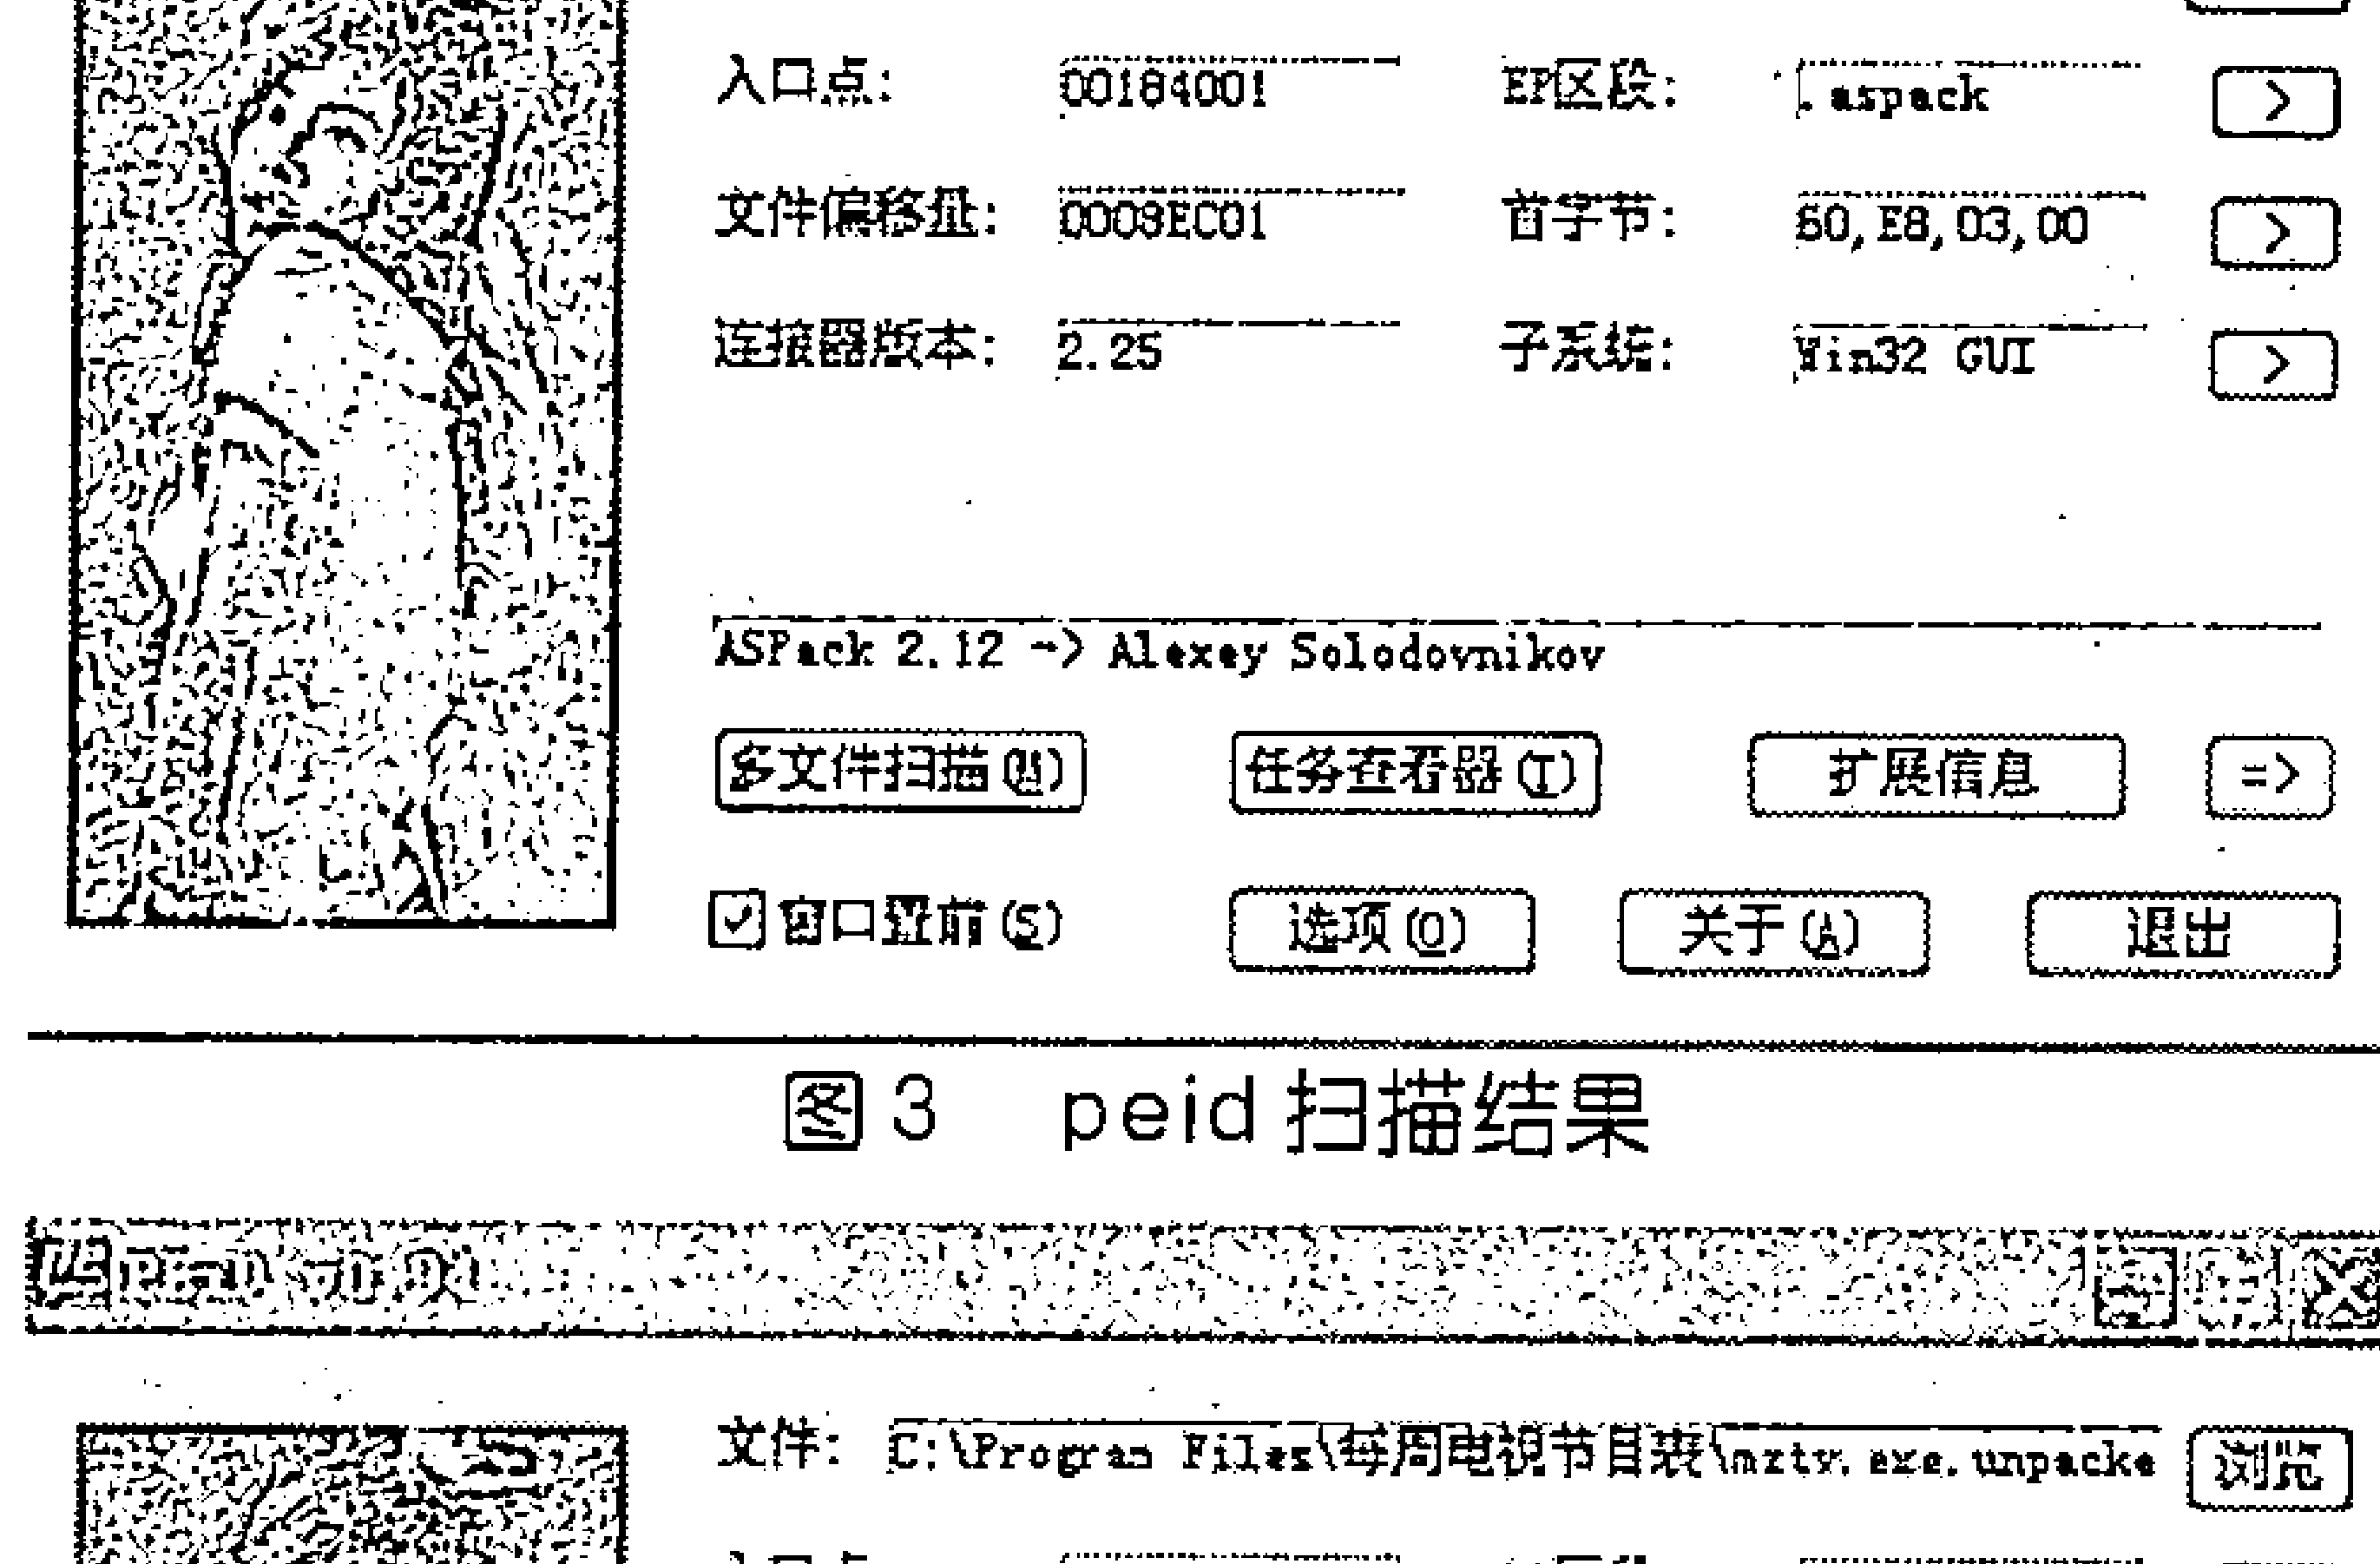 入口点: 00184001 EP区段: .aspack >
文件偏移量: 0009EC01 首字节: 60,E8,03,00 >
连接器版本: 2.25 子系统: Win32 GUI >
ASPack 2.12 -> Alexey Solodovnikov
多文件扫描(M) 任务查看器(T) 扩展信息 =>
窗口置前(S) 选项(O) 关于(A) 退出
图3 peid扫描结果
PEiD
文件: C:\Program Files\每周电视节目表\mztv.exe.unpacke 浏览